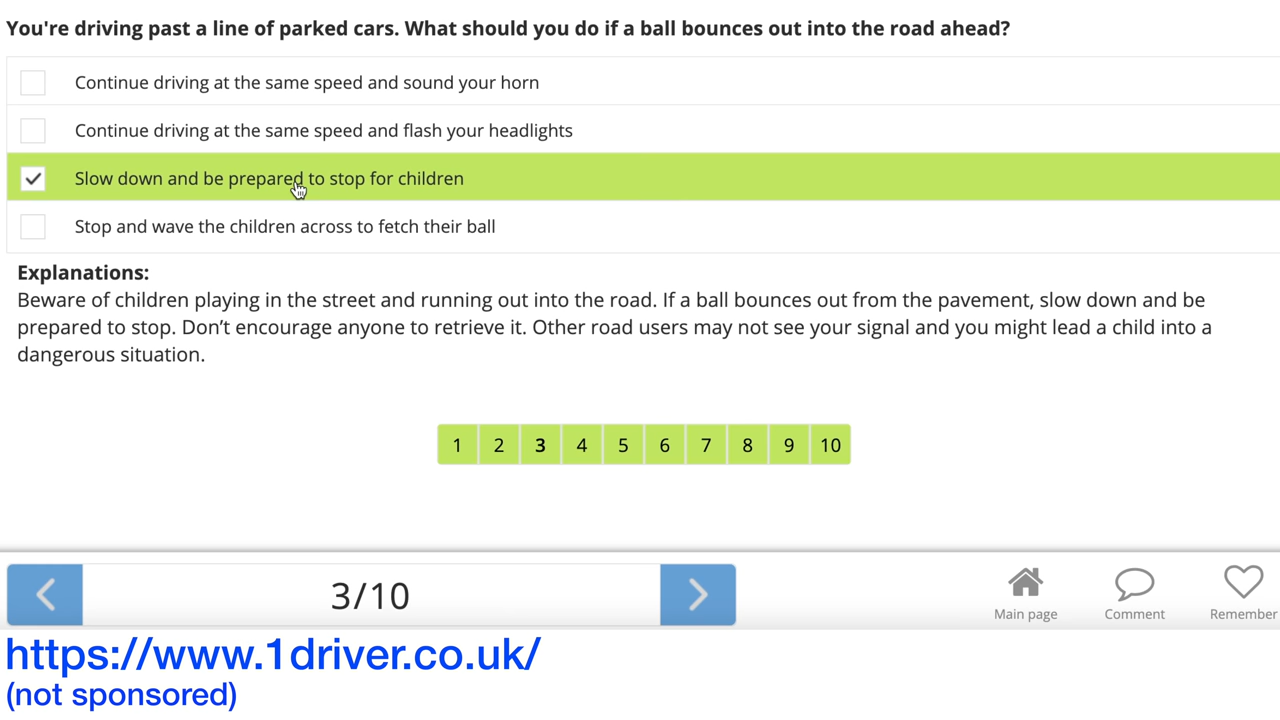 You're driving past a line of parked cars. What should you do if a ball bounces out into the road ahead?
Continue driving at the same speed and sound your horn
Continue driving at the same speed and flash your headlights
Slow down and be prepared to stop for children
Stop and wave the children across to fetch their ball
Explanations:
Beware of children playing in the street and running out into the road. If a ball bounces out from the pavement, slow down and be
prepared to stop. Don’t encourage anyone to retrieve it. Other road users may not see your signal and you might lead a child into a
dangerous situation.
1 2 3 4 5 6 7 8 9 10
3/10
Main page Comment Remember
https://www.1driver.co.uk/
(not sponsored)